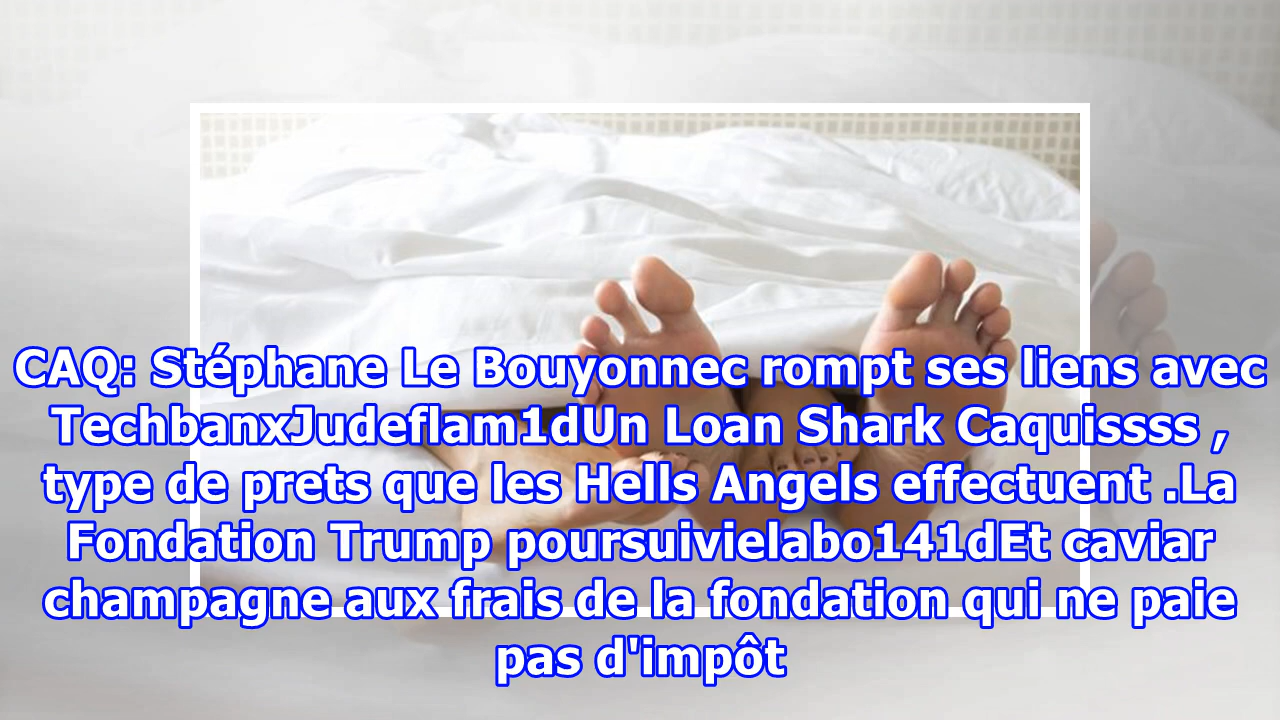 CAQ: Stéphane Le Bouyonnec rompt ses liens avec
TechbanxJudeflam1dUn Loan Shark Caquissss ,
type de prets que les Hells Angels effectuent .La
Fondation Trump poursuivielabo141dEt caviar
champagne aux frais de la fondation qui ne paie
pas d'impôt